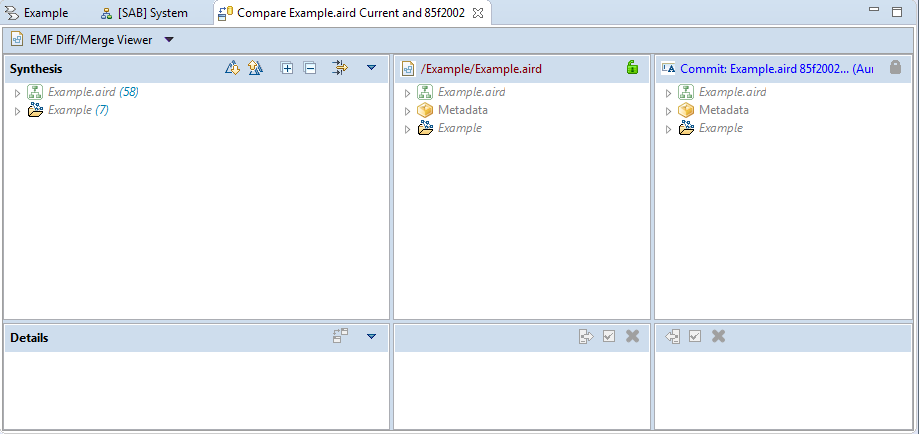 Example
[SAB] System
Compare Example.aird Current and 85f2002
EMF Diff/Merge Viewer
Synthesis
Example.aird (58)
Example (7)
/Example/Example.aird
Example.aird
Metadata
Example
Commit: Example.aird 85f2002... (Au
Example.aird
Metadata
Example
Details